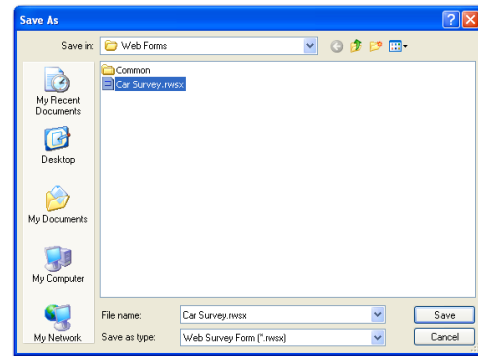 Save As
Save in: Web Forms
Common
Car Survey.rwsx
My Recent
Documents
Desktop
My Documents
My Computer
My Network
File name: Car Survey.rwsx Save
Save as type: Web Survey Form (*.rwsx) Cancel